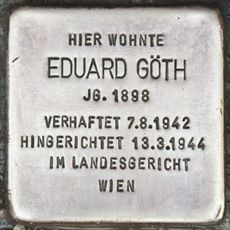 HIER WOHNTE
EDUARD GÖTH
JG. 1898
VERHAFTET 7.8.1942
HINGERICHTET 13.3.1944
IM LANDESGERICHT
WIEN